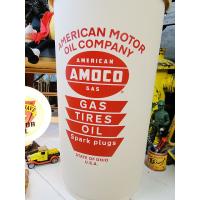 AMERICAN MOTOR
OIL COMPANY
AMERICAN
AMOCO
GAS
GAS
TIRES
OIL
Spark plugs
STATE OF OHIO
U.S.A.